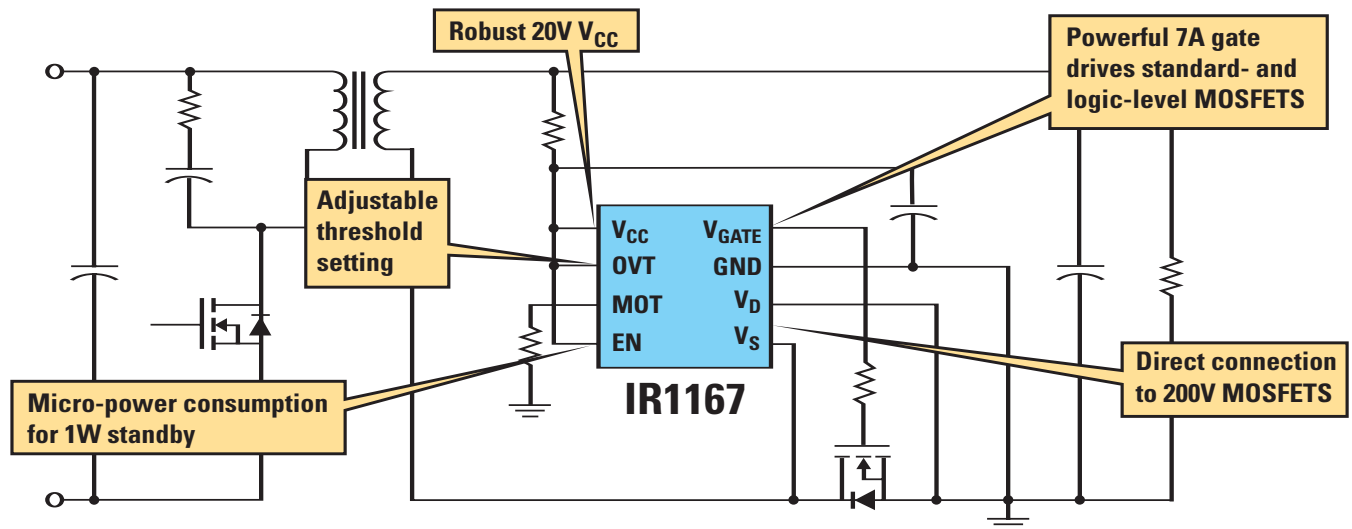 Robust 20V VCC
Powerful 7A gate
drives standard- and
logic-level MOSFETS
Adjustable
threshold
setting
VCC
OVT
MOT
EN
VGATE
GND
VD
VS
IR1167
Direct connection
to 200V MOSFETS
Micro-power consumption
for 1W standby